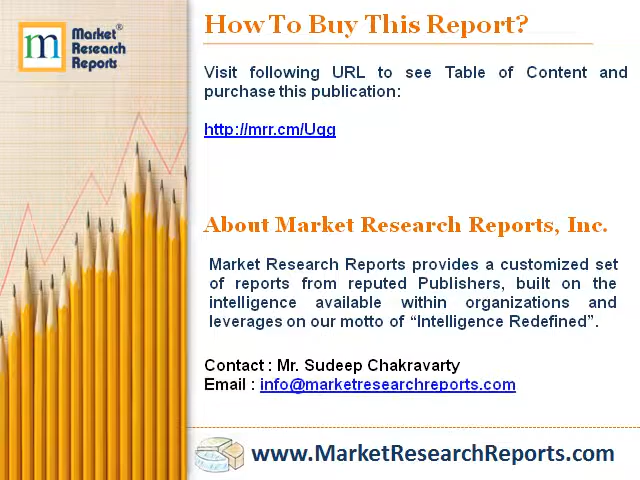 m
Market®
Research
Reports
How To Buy This Report?
Visit following URL to see Table of Content and
purchase this publication:
http://mrr.cm/Uqg
About Market Research Reports, Inc.
Market Research Reports provides a customized set
of reports from reputed Publishers, built on the
intelligence available within organizations and
leverages on our motto of “Intelligence Redefined”.
Contact : Mr. Sudeep Chakravarty
Email : info@marketresearchreports.com
www.MarketResearchReports.com